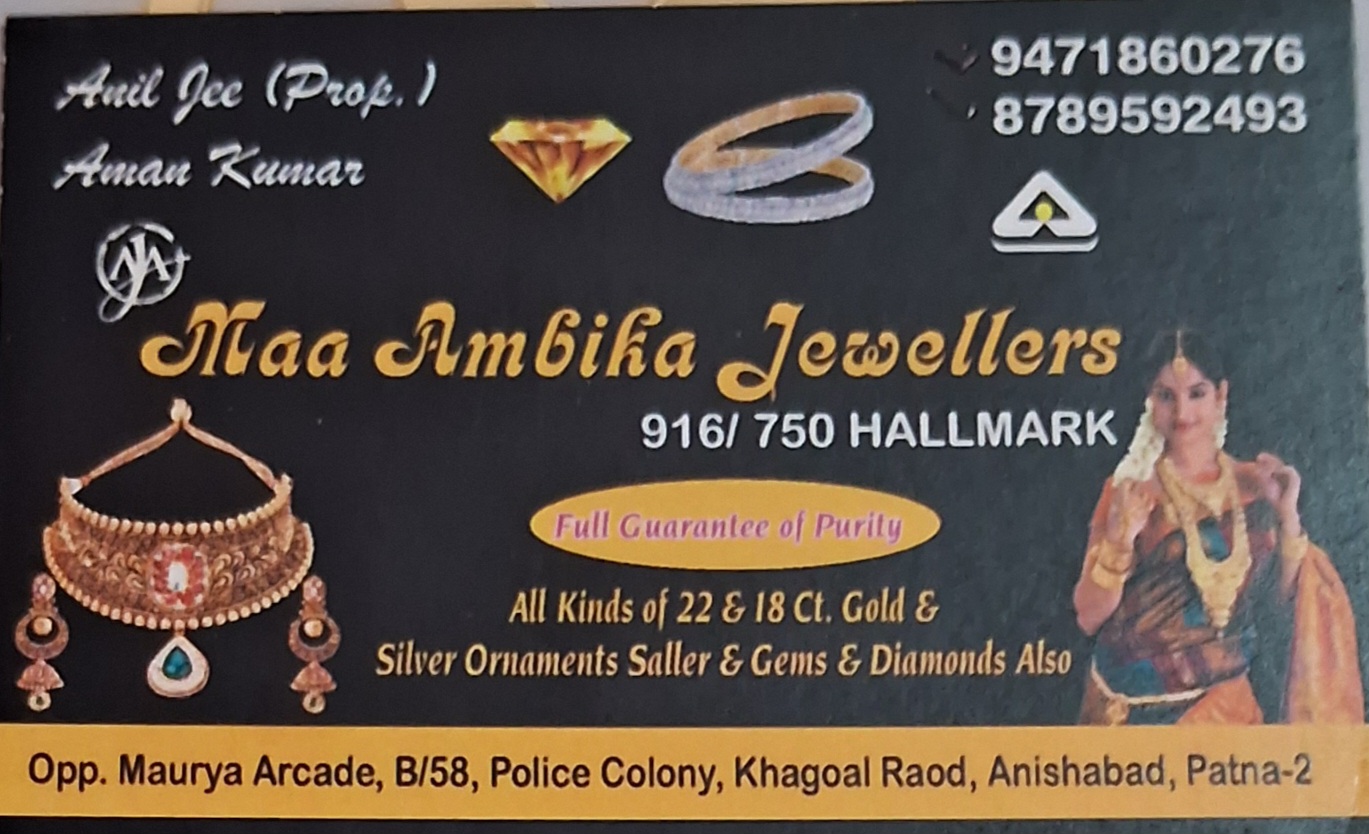 Anil Jee (Prop.)
Aman Kumar
9471860276
8789592493
Maa Ambika Jewellers
916/ 750 HALLMARK
Full Guarantee of Purity
All Kinds of 22 & 18 Ct. Gold &
Silver Ornaments Saller & Gems & Diamonds Also
Opp. Maurya Arcade, B/58, Police Colony, Khagoal Raod, Anishabad, Patna-2